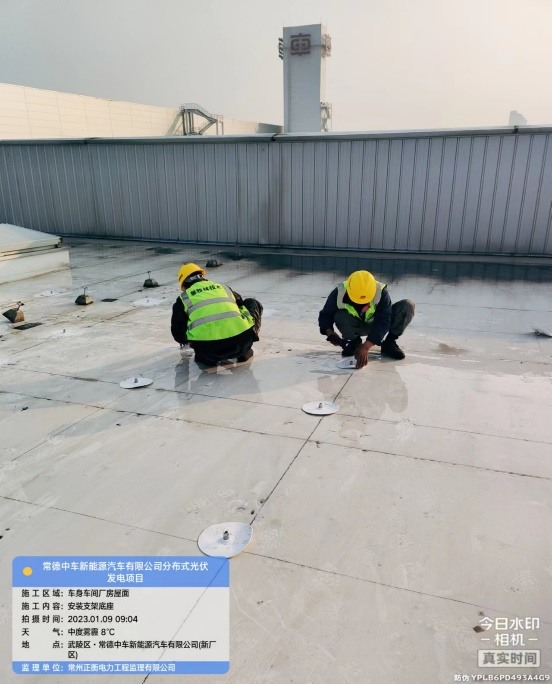 常德中车新能源汽车有限公司分布式光伏
发电项目
施工区域：车身车间厂房屋面
施工内容：安装支架底座
拍摄时间：2023.01.09 09:04
天　　气：中度雾霾 8℃
地　　点：武陵区·常德中车新能源汽车有限公司(新厂
区)
监理单位：常州正衡电力工程监理有限公司
今日水印
-相机-
真实时间
防伪 YPLB6PD493A4G9